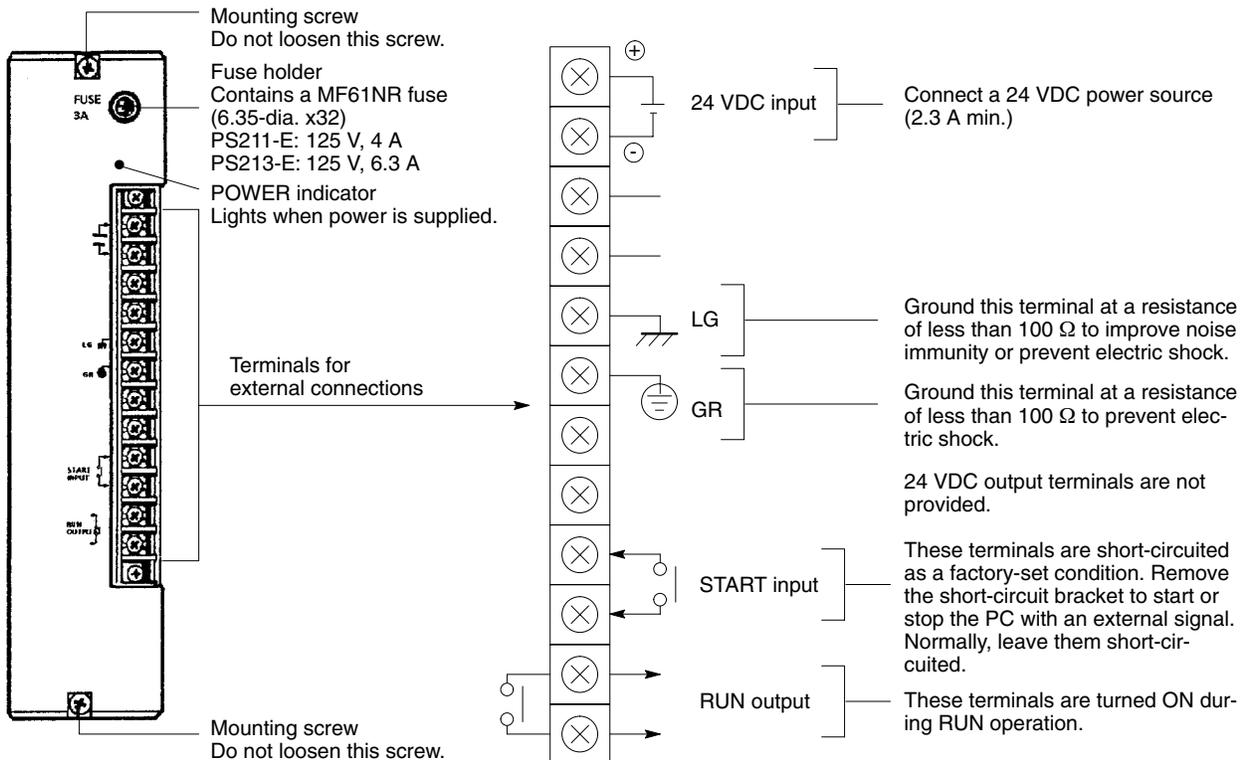 Mounting screw
Do not loosen this screw.
Fuse holder
Contains a MF61NR fuse
(6.35-dia. x32)
PS211-E: 125 V, 4 A
PS213-E: 125 V, 6.3 A
POWER indicator
Lights when power is supplied.
FUSE
3A
LG
GR
START
INPUT
RUN
OUTPUT
Terminals for
external connections
Mounting screw
Do not loosen this screw.
+
-
24 VDC input
Connect a 24 VDC power source
(2.3 A min.)
LG
Ground this terminal at a resistance
of less than 100 Ω to improve noise
immunity or prevent electric shock.
GR
Ground this terminal at a resistance
of less than 100 Ω to prevent elec-
tric shock.
24 VDC output terminals are not
provided.
START input
These terminals are short-circuited
as a factory-set condition. Remove
the short-circuit bracket to start or
stop the PC with an external signal.
Normally, leave them short-cir-
cuited.
RUN output
These terminals are turned ON dur-
ing RUN operation.